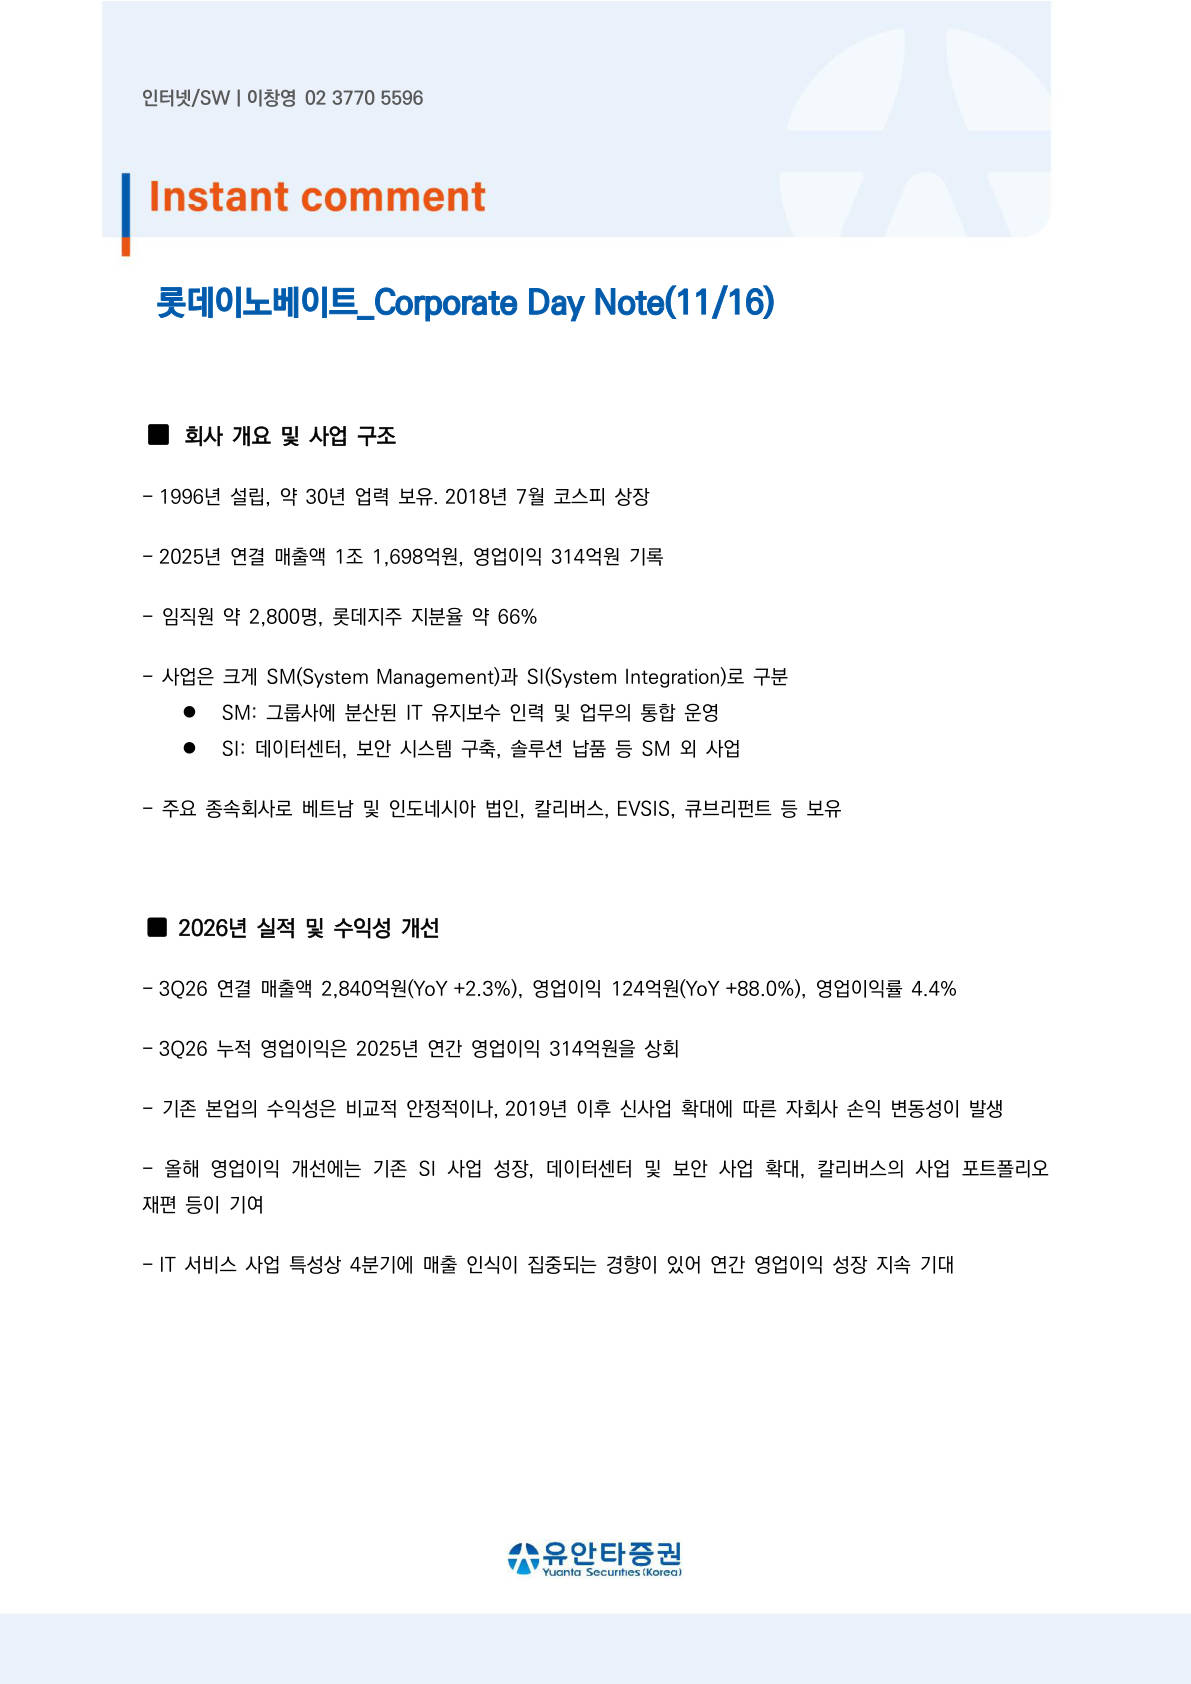 인터넷/SW | 이창영 02 3770 5596
Instant comment
롯데이노베이트_Corporate Day Note(11/16)
■ 회사 개요 및 사업 구조
- 1996년 설립, 약 30년 업력 보유. 2018년 7월 코스피 상장
- 2025년 연결 매출액 1조 1,698억원, 영업이익 314억원 기록
- 임직원 약 2,800명, 롯데지주 지분율 약 66%
- 사업은 크게 SM(System Management)과 SI(System Integration)로 구분
● SM: 그룹사에 분산된 IT 유지보수 인력 및 업무의 통합 운영
● SI: 데이터센터, 보안 시스템 구축, 솔루션 납품 등 SM 외 사업
- 주요 종속회사로 베트남 및 인도네시아 법인, 칼리버스, EVSIS, 큐브리펀트 등 보유
■ 2026년 실적 및 수익성 개선
- 3Q26 연결 매출액 2,840억원(YoY +2.3%), 영업이익 124억원(YoY +88.0%), 영업이익률 4.4%
- 3Q26 누적 영업이익은 2025년 연간 영업이익 314억원을 상회
- 기존 본업의 수익성은 비교적 안정적이나, 2019년 이후 신사업 확대에 따른 자회사 손익 변동성이 발생
- 올해 영업이익 개선에는 기존 SI 사업 성장, 데이터센터 및 보안 사업 확대, 칼리버스의 사업 포트폴리오
재편 등이 기여
- IT 서비스 사업 특성상 4분기에 매출 인식이 집중되는 경향이 있어 연간 영업이익 성장 지속 기대
유안타증권
Yuanta Securities (Korea)